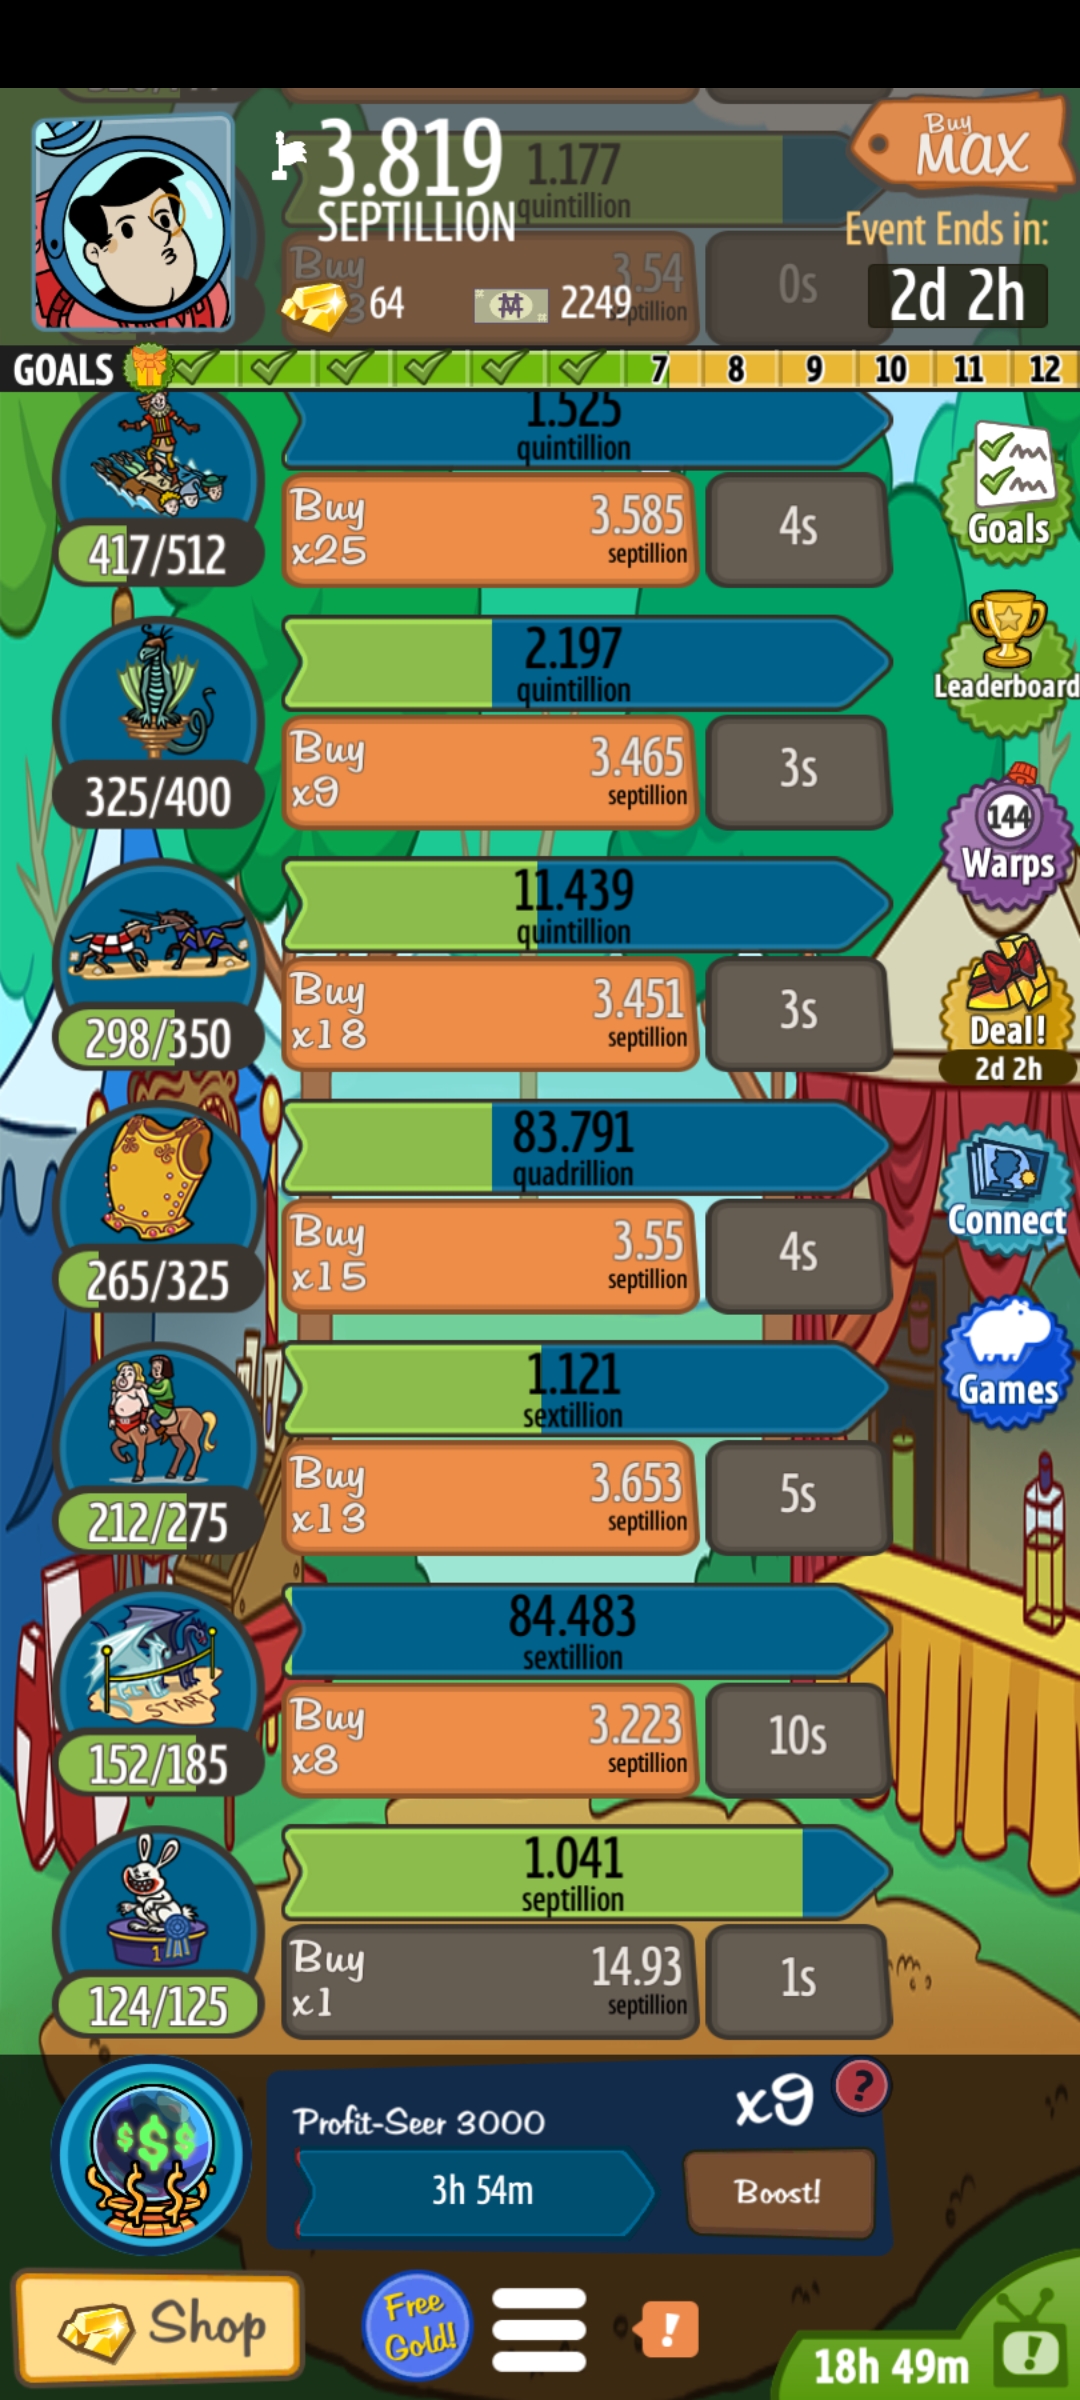 Buy
MAX
3.819
SEPTILLION
1.177
quintillion
Event Ends in:
2d 2h
64
2249
Buy
3.54
septillion
0s
GOALS
7 8 9 10 11 12
1.525
quintillion
417/512
Buy
x25
3.585
septillion
4s
Goals
2.197
quintillion
325/400
Buy
x9
3.465
septillion
3s
Leaderboard
11.439
quintillion
298/350
Buy
x18
3.451
septillion
3s
144
Warps
Deal!
2d 2h
83.791
quadrillion
265/325
Buy
x15
3.55
septillion
4s
Connect
1.121
sextillion
212/275
Buy
x13
3.653
septillion
5s
Games
84.483
sextillion
START
152/185
Buy
x8
3.223
septillion
10s
1.041
septillion
1
124/125
Buy
x1
14.93
septillion
1s
$$$
Profit-Seer 3000
x9
?
3h 54m
Boost!
Shop
Free
Gold!
!
18h 49m
!